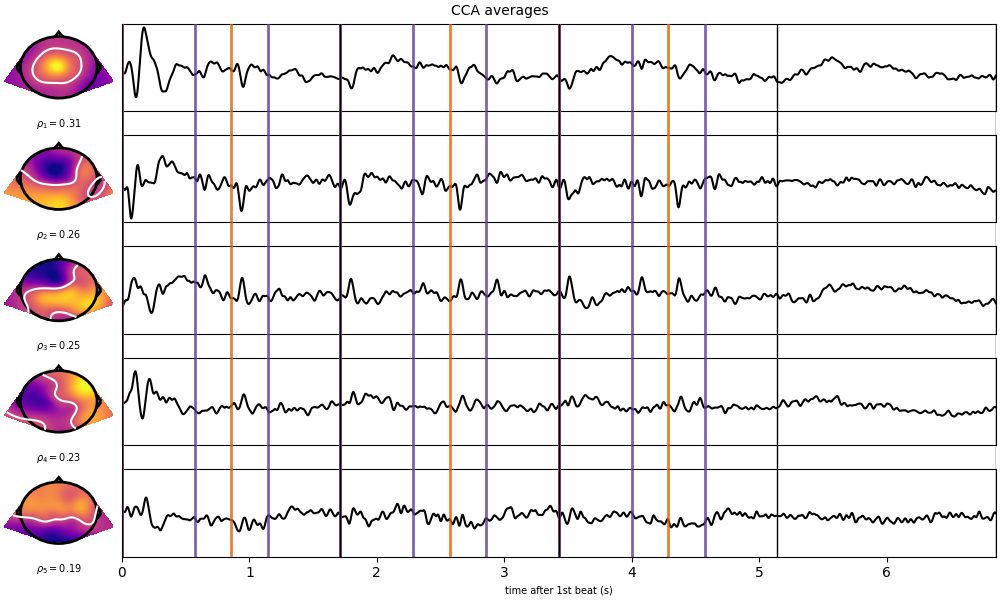 CCA averages
ρ₁ = 0.31
ρ₂ = 0.26
ρ₃ = 0.25
ρ₄ = 0.23
ρ₅ = 0.19
0 1 2 3 4 5 6
time after 1st beat (s)